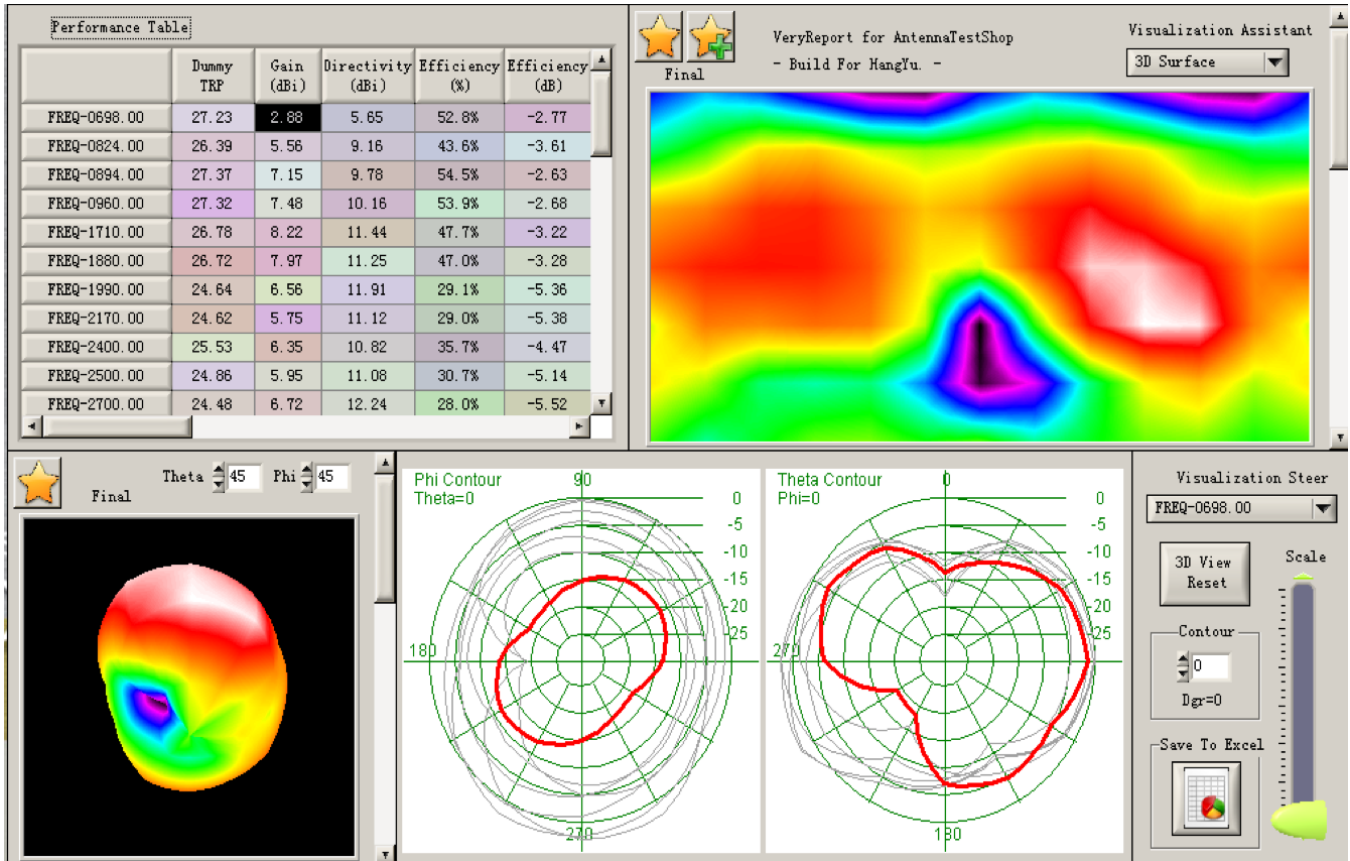 Performance Table
Dummy TRP Gain (dBi) Directivity (dBi) Efficiency (%) Efficiency (dB)
FREQ-0698.00 27.23 2.88 5.65 52.8% -2.77
FREQ-0824.00 26.39 5.56 9.16 43.6% -3.61
FREQ-0894.00 27.37 7.15 9.78 54.5% -2.63
FREQ-0960.00 27.32 7.48 10.16 53.9% -2.68
FREQ-1710.00 26.78 8.22 11.44 47.7% -3.22
FREQ-1880.00 26.72 7.97 11.25 47.0% -3.28
FREQ-1990.00 24.64 6.56 11.91 29.1% -5.36
FREQ-2170.00 24.62 5.75 11.12 29.0% -5.38
FREQ-2400.00 25.53 6.35 10.82 35.7% -4.47
FREQ-2500.00 24.86 5.95 11.08 30.7% -5.14
FREQ-2700.00 24.48 6.72 12.24 28.0% -5.52
Final
VeryReport for AntennaTestShop
- Build For HangYu. -
Visualization Assistant
3D Surface
Final
Theta 45 Phi 45
Phi Contour
Theta=0
90
0
-5
-10
-15
-20
-25
180
270
Theta Contour
Phi=0
0
0
-5
-10
-15
-20
-25
270
180
Visualization Steer
FREQ-0698.00
3D View
Reset
Scale
Contour
0
Dgr=0
Save To Excel